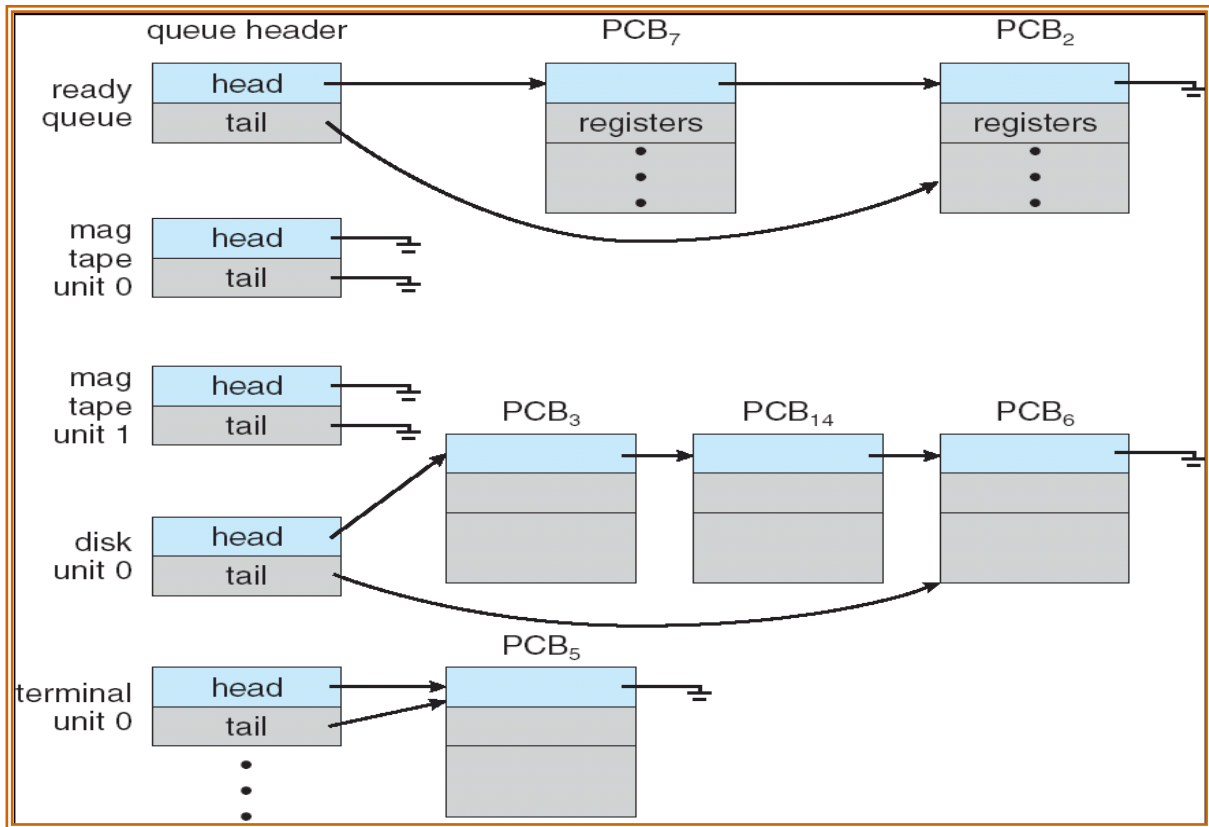 queue header
PCB₇
PCB₂
ready
queue
head
tail
registers
registers
mag
tape
unit 0
head
tail
mag
tape
unit 1
head
tail
PCB₃
PCB₁₄
PCB₆
disk
unit 0
head
tail
PCB₅
terminal
unit 0
head
tail